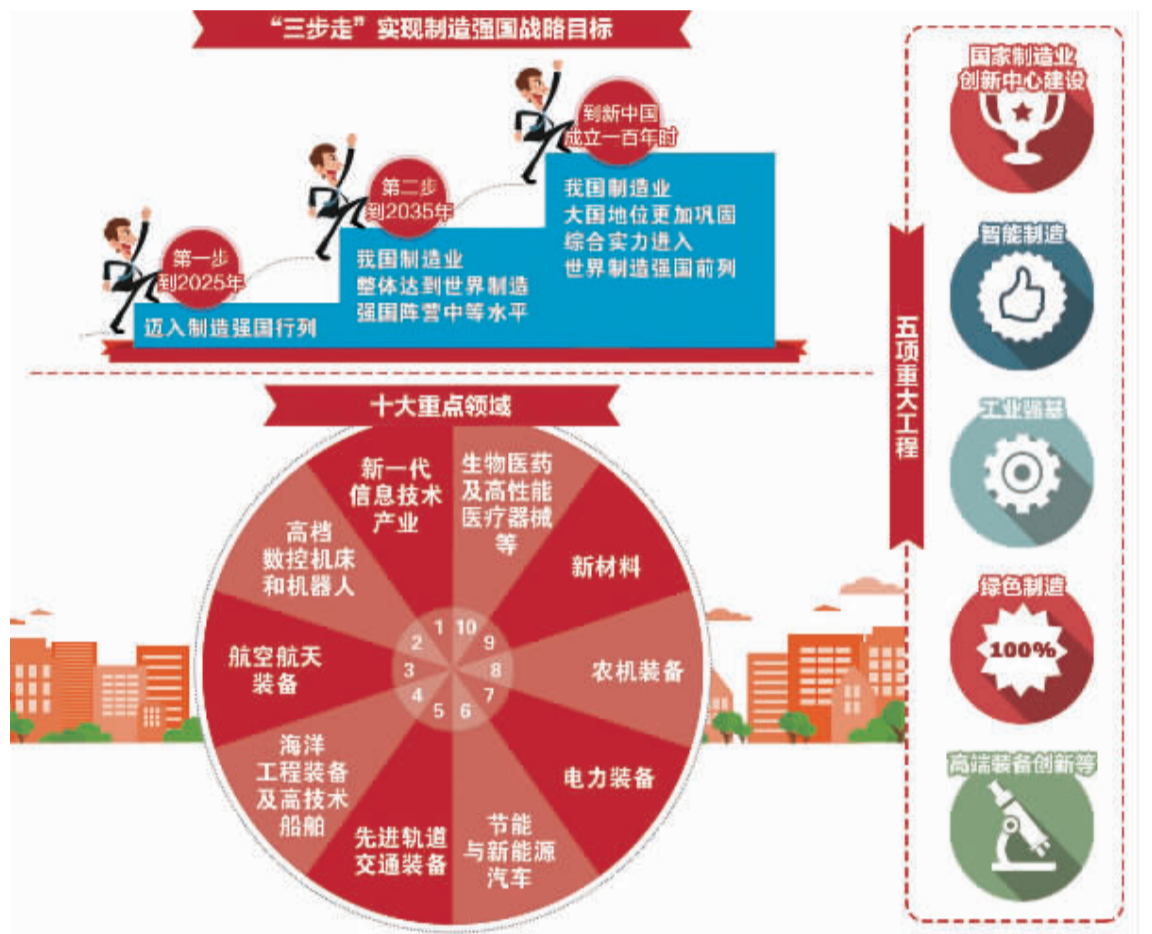 “三步走”实现制造强国战略目标
第一步
到2025年
迈入制造强国行列
第二步
到2035年
我国制造业
整体达到世界制造
强国阵营中等水平
到新中国
成立一百年时
我国制造业
大国地位更加巩固
综合实力进入
世界制造强国前列
十大重点领域
1
新一代
信息技术
产业
2
高档
数控机床
和机器人
3
航空航天
装备
4
海洋
工程装备
及高技术
船舶
5
先进轨道
交通装备
6
节能
与新能源
汽车
7
电力装备
8
农机装备
9
新材料
10
生物医药
及高性能
医疗器械
等
五项重大工程
国家制造业
创新中心建设
智能制造
工业强基
绿色制造
100%
高端装备创新等